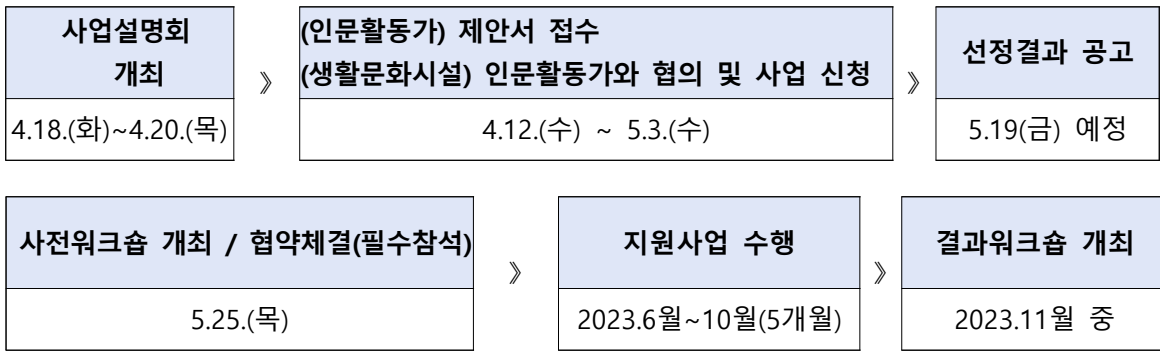 사업설명회
개최
4.18.(화)~4.20.(목)
》
(인문활동가) 제안서 접수
(생활문화시설) 인문활동가와 협의 및 사업 신청
4.12.(수) ~ 5.3.(수)
》
선정결과 공고
5.19(금) 예정
사전워크숍 개최 / 협약체결(필수참석)
5.25.(목)
》
지원사업 수행
2023.6월~10월(5개월)
》
결과워크숍 개최
2023.11월 중